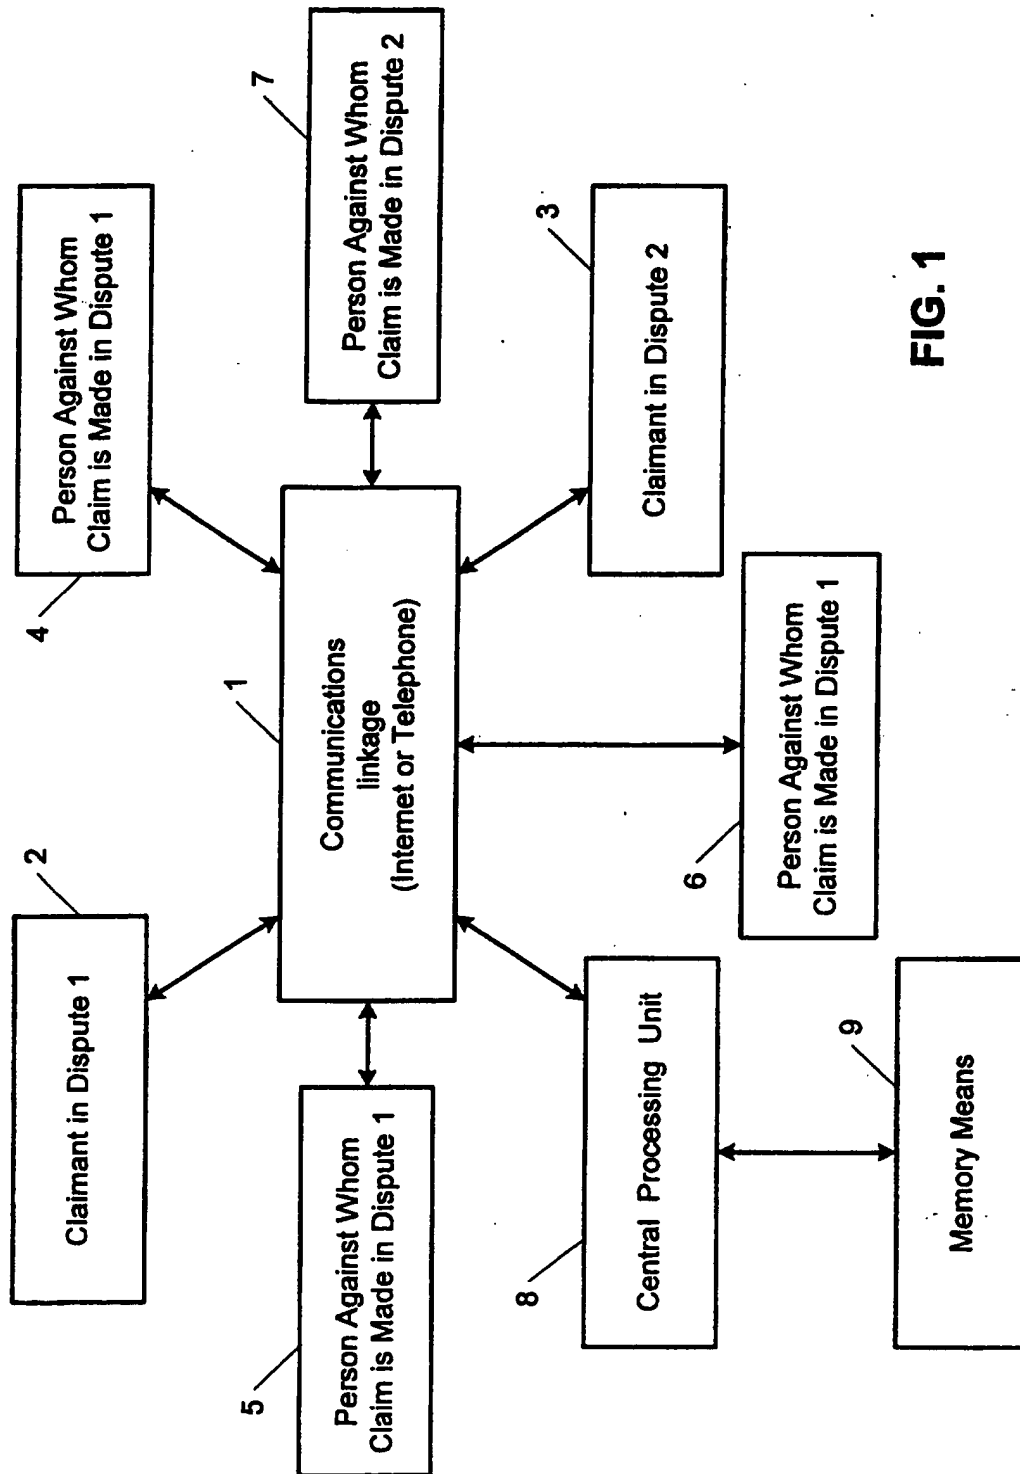 2
Claimant in Dispute 1
4
Person Against Whom
Claim is Made in Dispute 1
5
Person Against Whom
Claim is Made in Dispute 1
1
Communications
linkage
(Internet or Telephone)
7
Person Against Whom
Claim is Made in Dispute 2
8
Central Processing Unit
6
Person Against Whom
Claim is Made in Dispute 1
3
Claimant in Dispute 2
9
Memory Means
FIG. 1